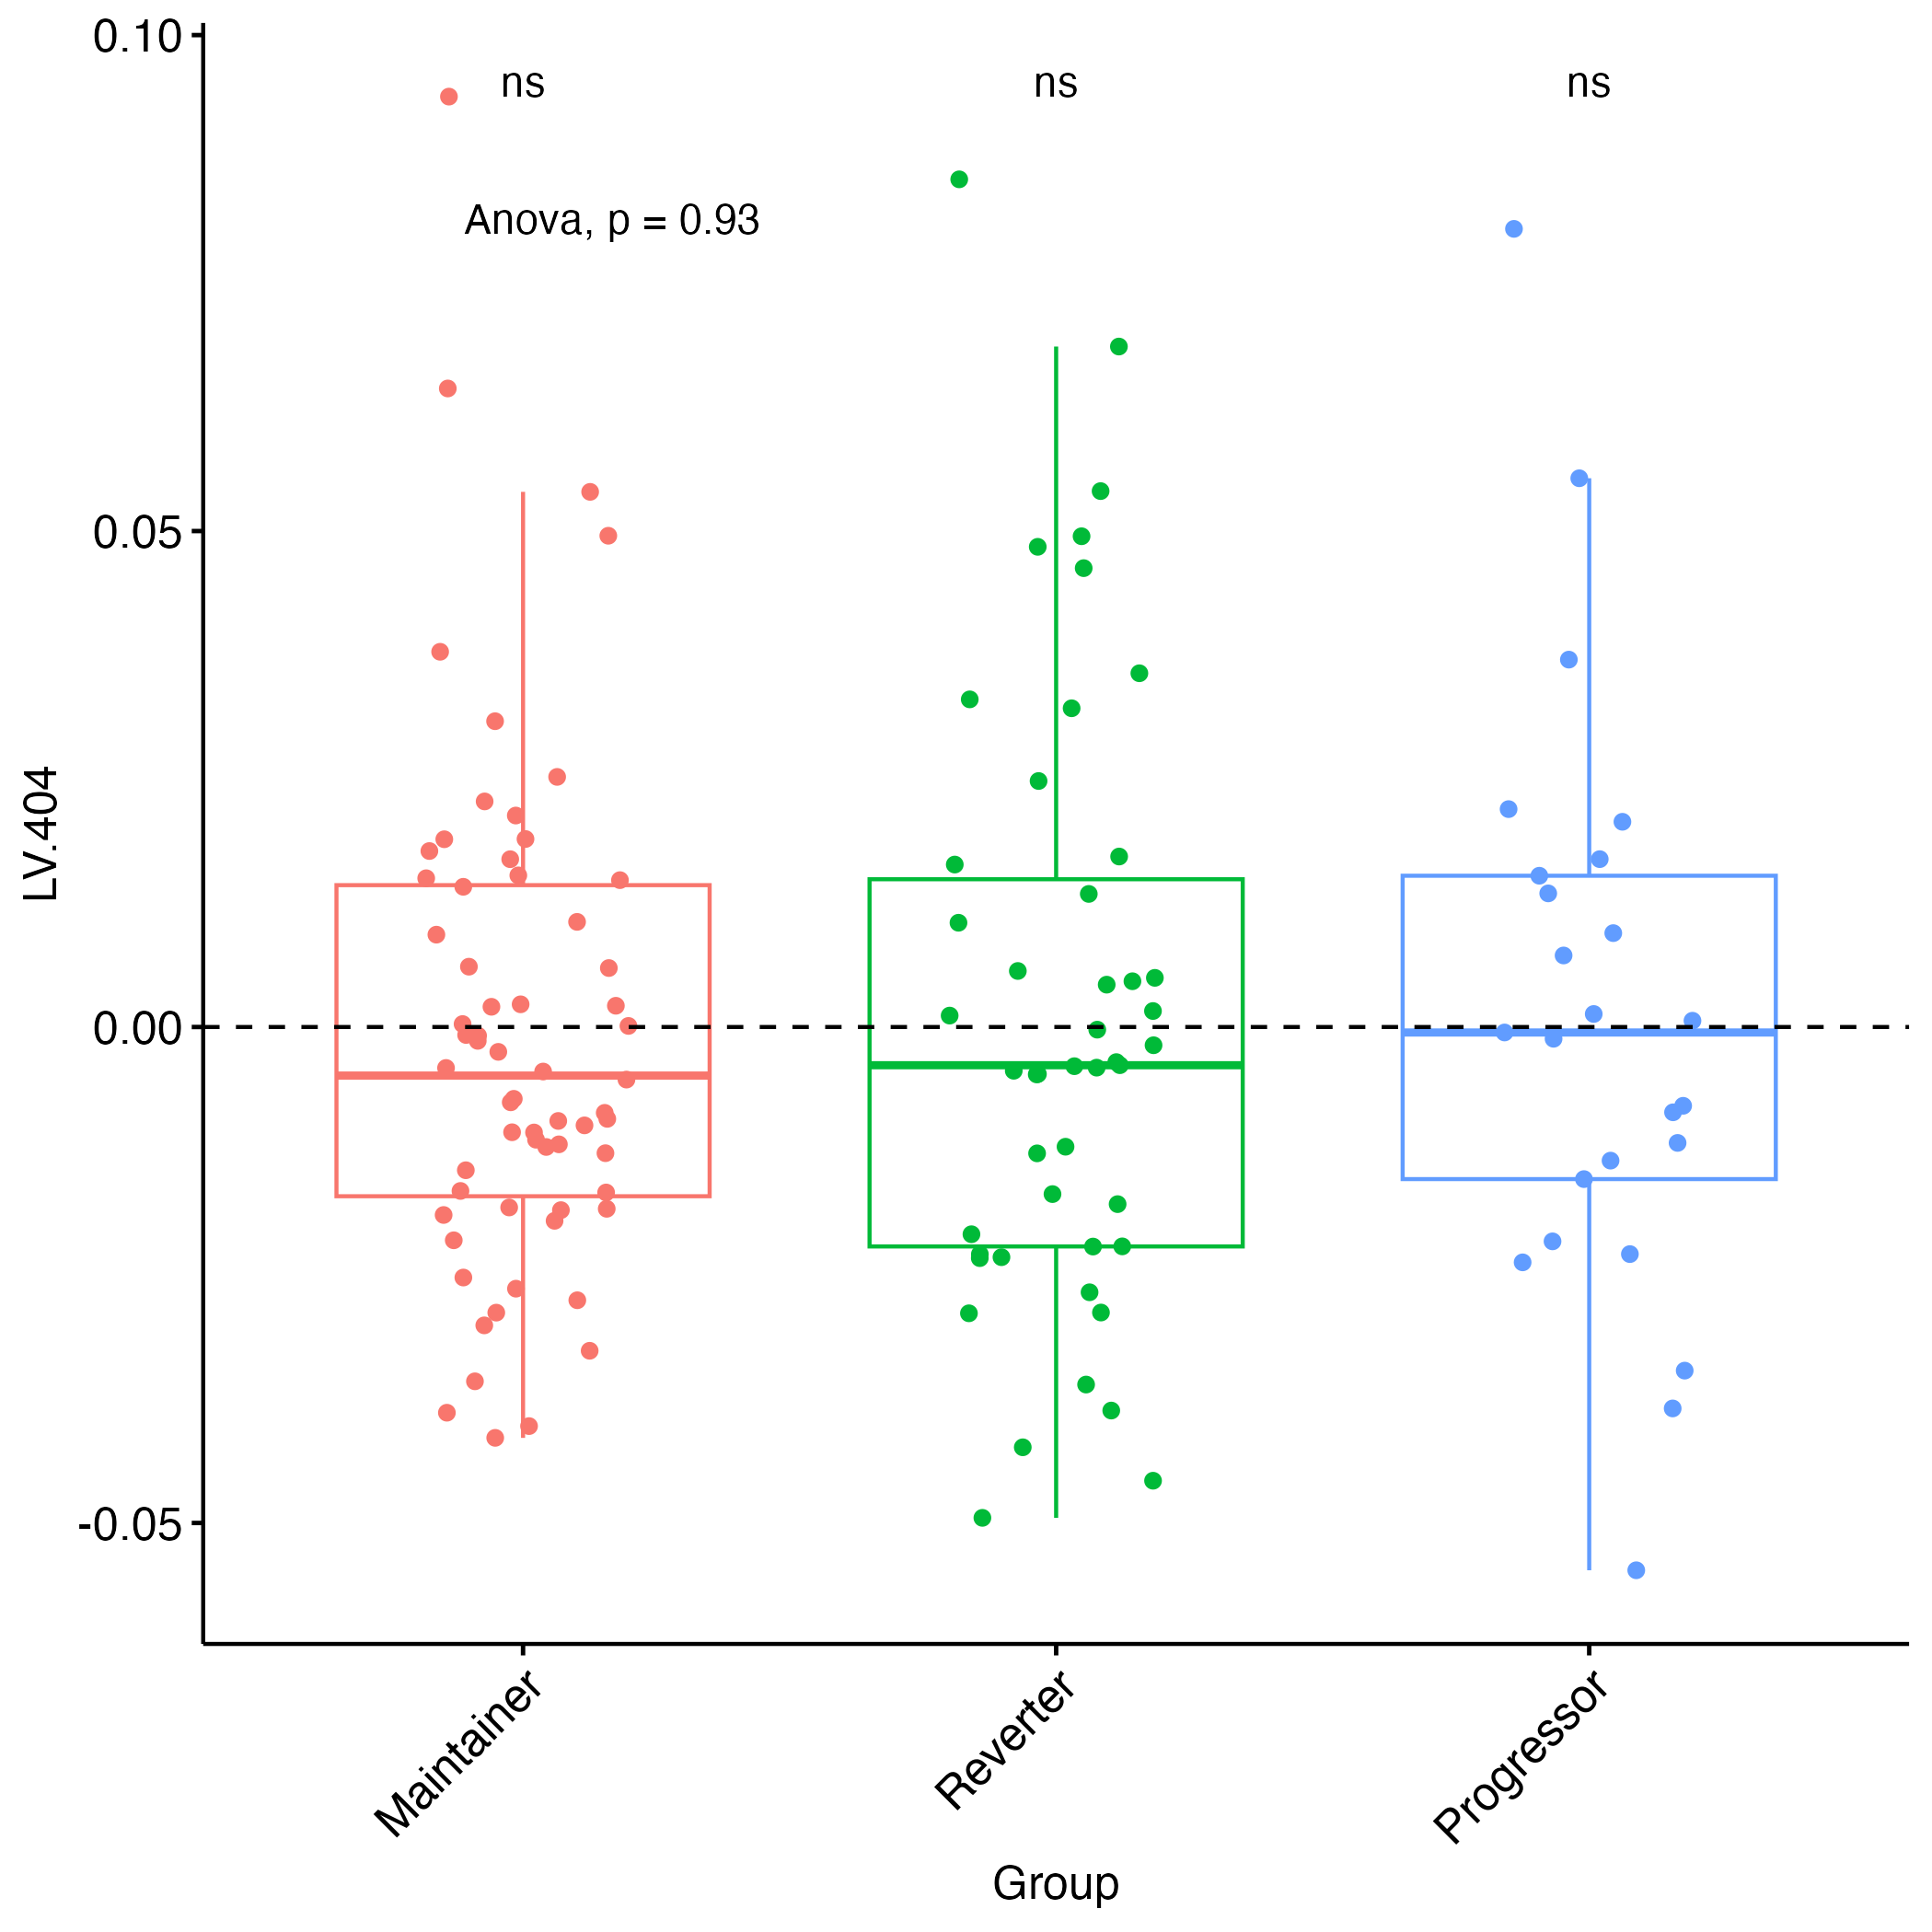 0.10
ns ns ns
Anova, p = 0.93
0.05
LV.404
0.00
-0.05
Maintainer
Reverter
Progressor
Group